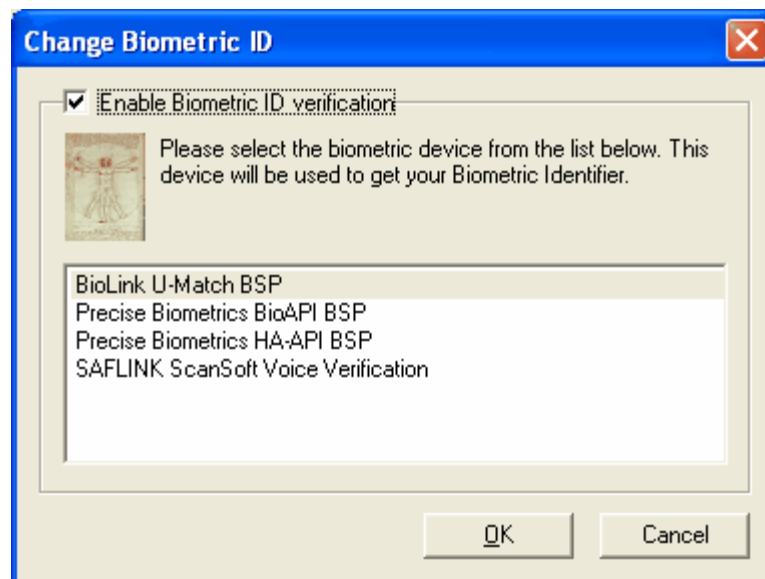 Change Biometric ID
Enable Biometric ID verification
Please select the biometric device from the list below. This
device will be used to get your Biometric Identifier.
BioLink U-Match BSP
Precise Biometrics BioAPI BSP
Precise Biometrics HA-API BSP
SAFLINK ScanSoft Voice Verification
OK
Cancel